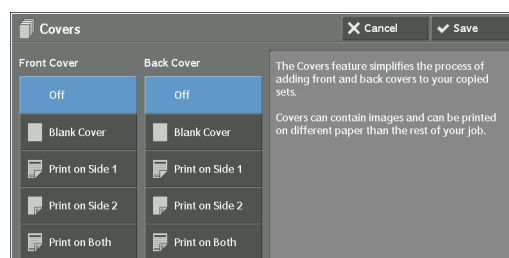 Covers
Cancel
Save
Front Cover
Off
Blank Cover
Print on Side 1
Print on Side 2
Print on Both
Back Cover
Off
Blank Cover
Print on Side 1
Print on Side 2
Print on Both
The Covers feature simplifies the process of
adding front and back covers to your copied
sets.
Covers can contain images and can be printed
on different paper than the rest of your job.